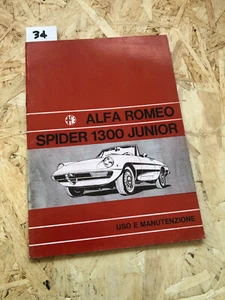 34
ALFA ROMEO
SPIDER 1300 JUNIOR
USO E MANUTENZIONE